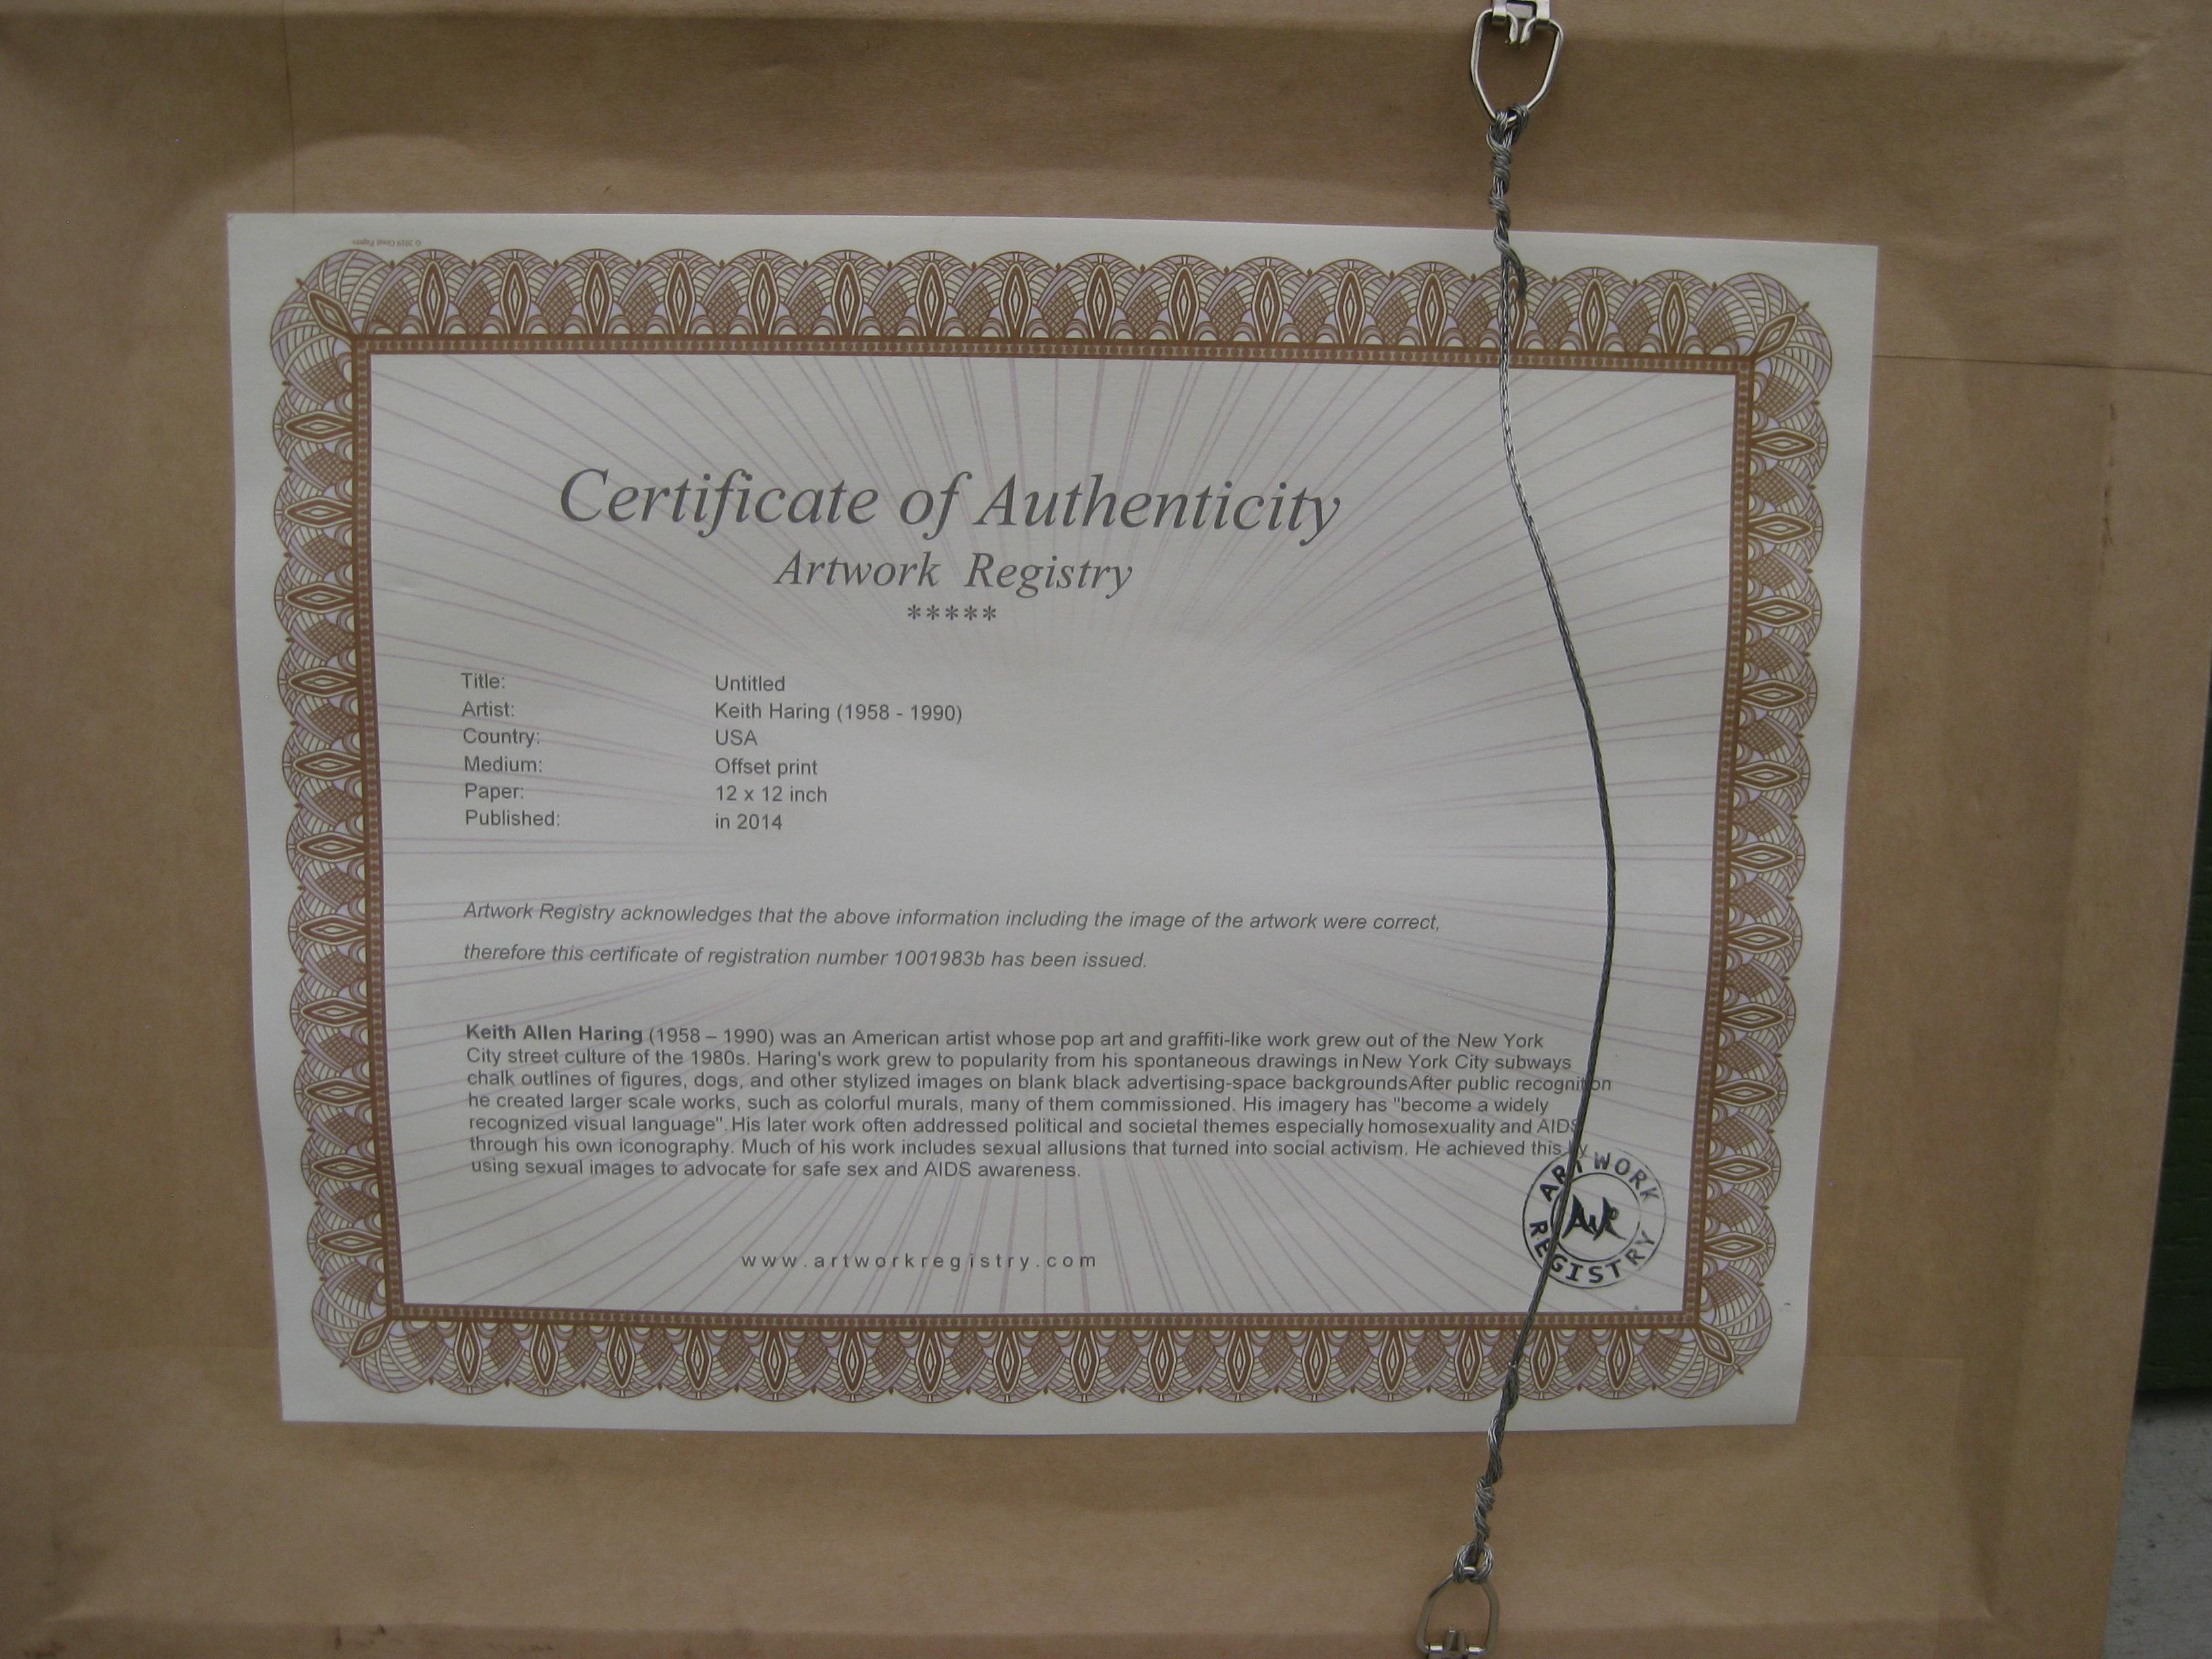 © 2015 Great Papers
Certificate of Authenticity
Artwork Registry
*****
Title: Untitled
Artist: Keith Haring (1958 - 1990)
Country: USA
Medium: Offset print
Paper: 12 x 12 inch
Published: in 2014
Artwork Registry acknowledges that the above information including the image of the artwork were correct,
therefore this certificate of registration number 1001983b has been issued.
Keith Allen Haring (1958 – 1990) was an American artist whose pop art and graffiti-like work grew out of the New York
City street culture of the 1980s. Haring's work grew to popularity from his spontaneous drawings in New York City subways
chalk outlines of figures, dogs, and other stylized images on blank black advertising-space backgroundsAfter public recognition
he created larger scale works, such as colorful murals, many of them commissioned. His imagery has "become a widely
recognized visual language". His later work often addressed political and societal themes especially homosexuality and AIDS
through his own iconography. Much of his work includes sexual allusions that turned into social activism. He achieved this by
using sexual images to advocate for safe sex and AIDS awareness.
www.artworkregistry.com
ARTWORK
AR
REGISTRY